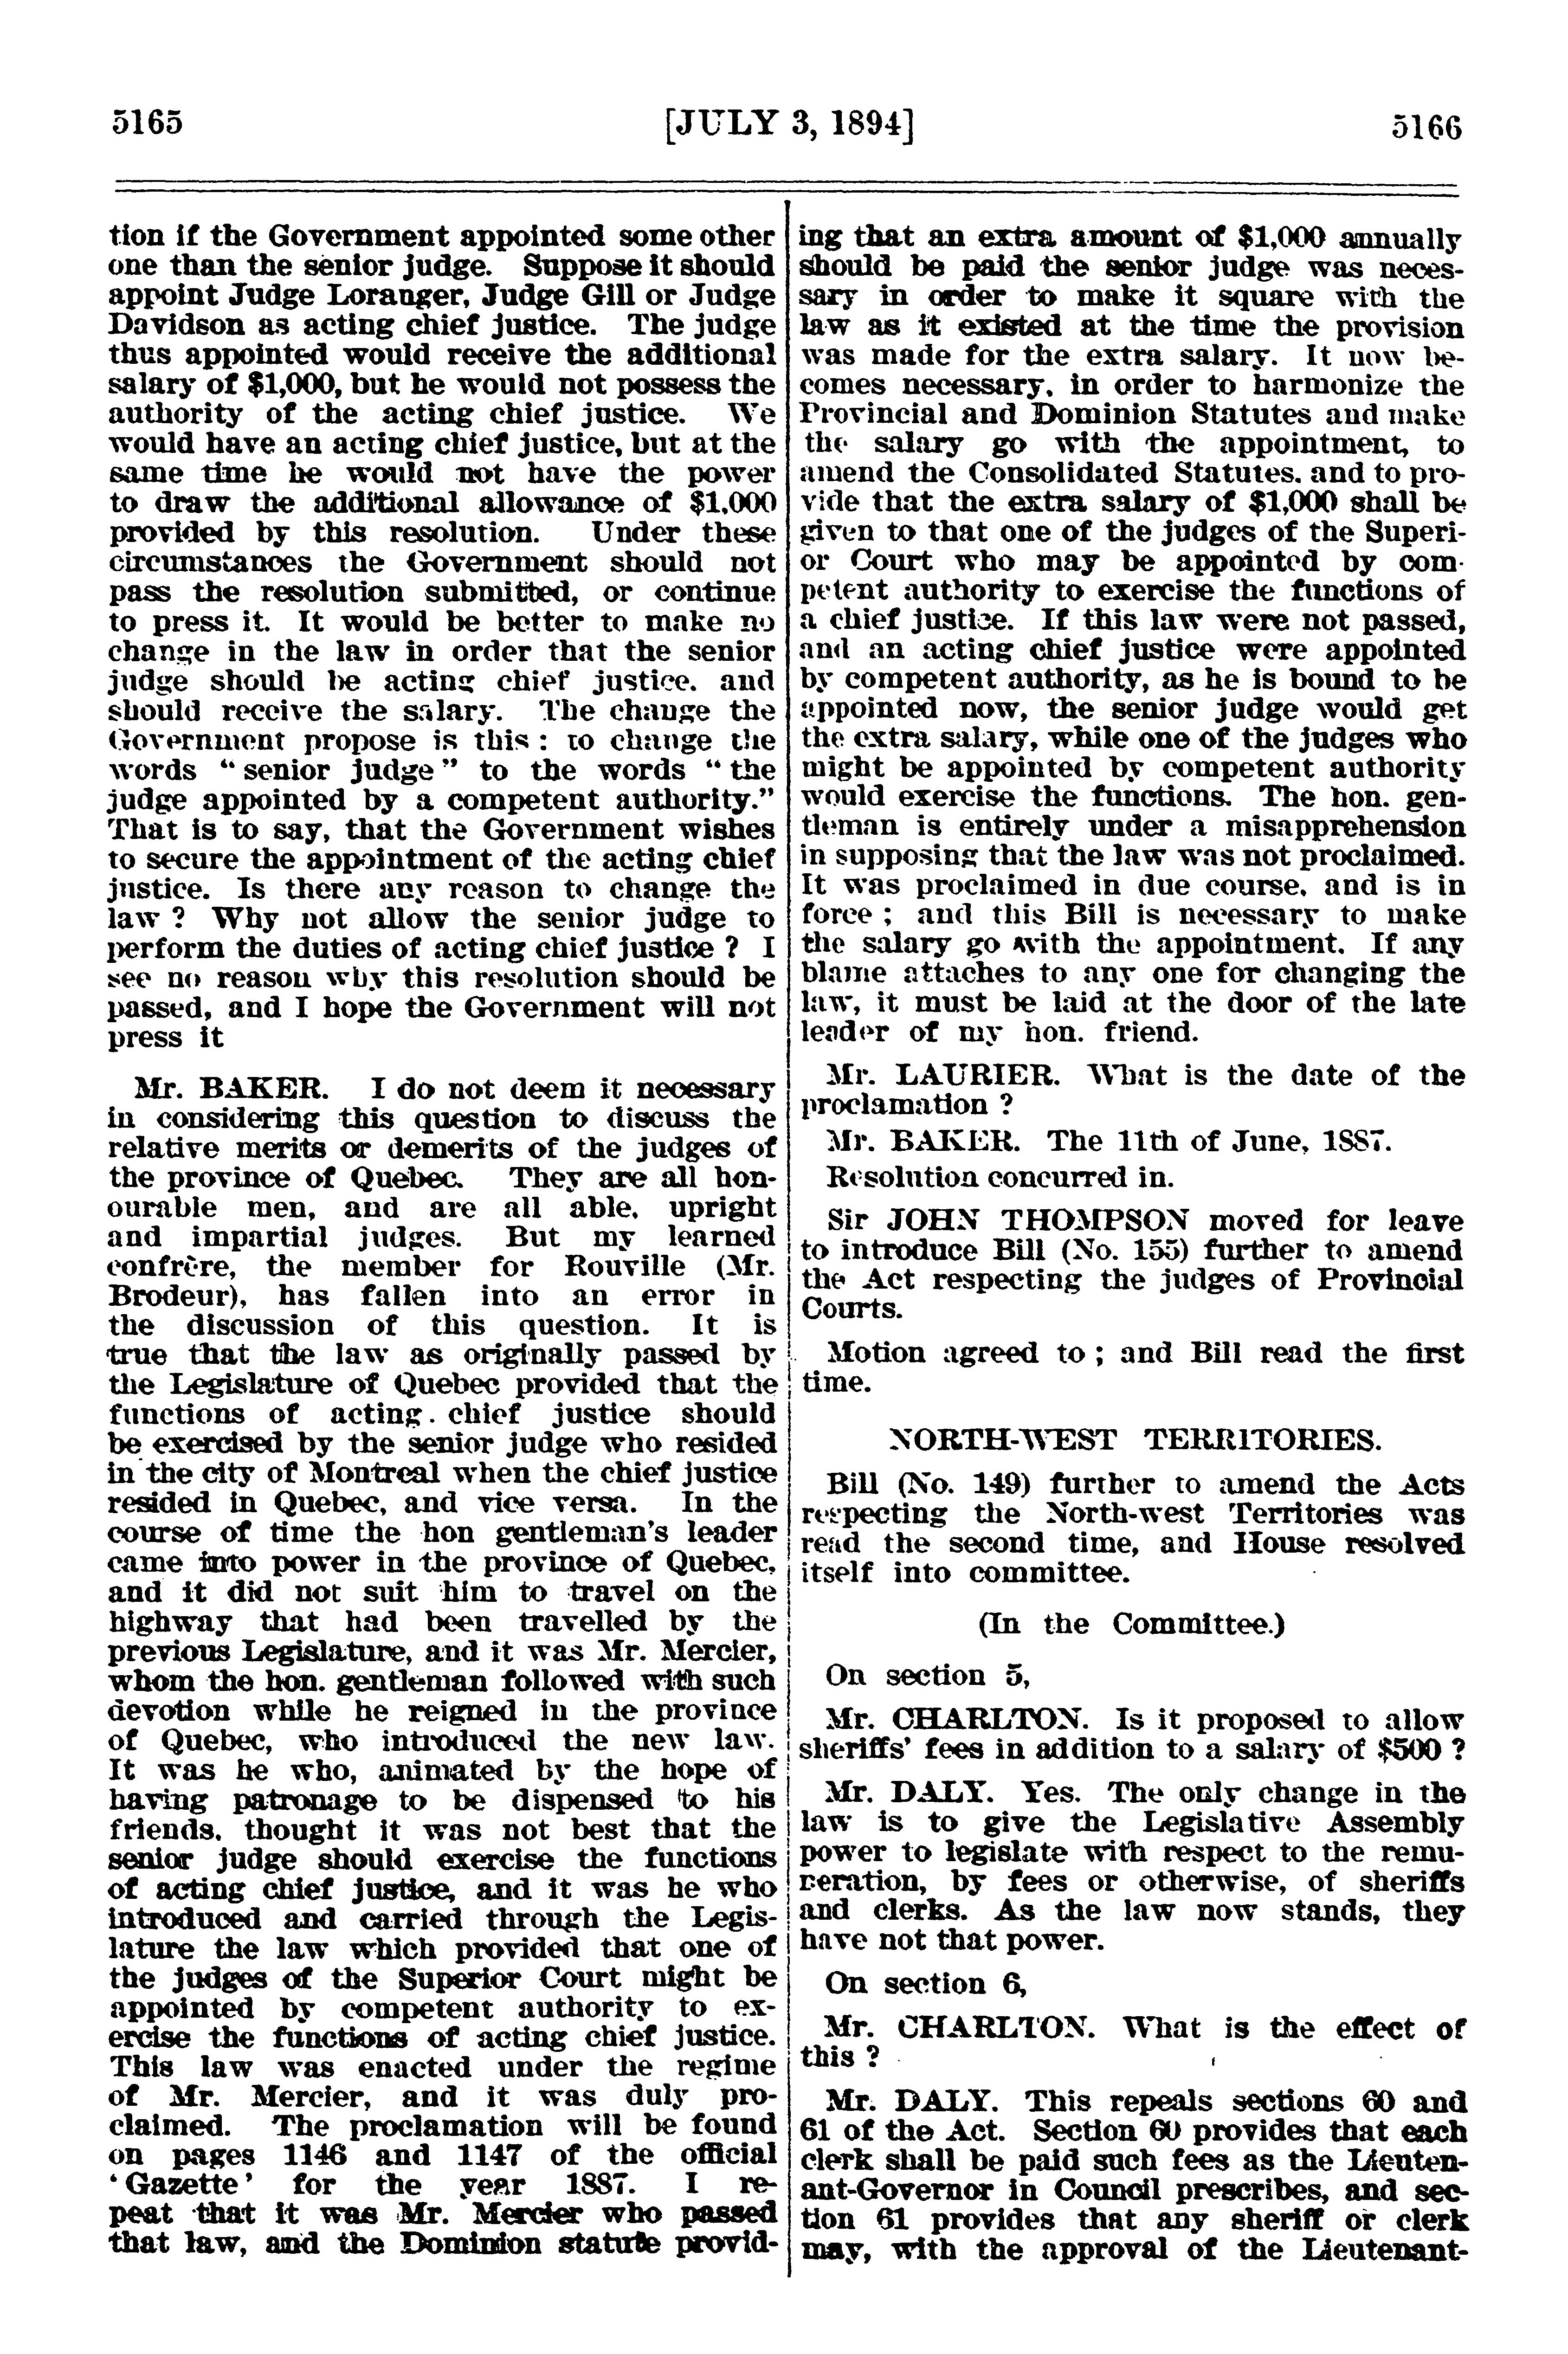 5165
[JULY 3, 1894]
5166
tion if the Government appointed some other
one than the senior judge. Suppose it should
appoint Judge Loranger, Judge Gill or Judge
Davidson as acting chief justice. The judge
thus appointed would receive the additional
salary of $1,000, but he would not possess the
authority of the acting chief justice. We
would have an acting chief justice, but at the
same time he would not have the power
to draw the additional allowance of $1,000
provided by this resolution. Under these
circumstances the Government should not
pass the resolution submitted, or continue
to press it. It would be better to make no
change in the law in order that the senior
judge should be acting chief justice, and
should receive the salary. The change the
Government propose is this : to change the
words “ senior judge ” to the words “ the
judge appointed by a competent authority.”
That is to say, that the Government wishes
to secure the appointment of the acting chief
justice. Is there any reason to change the
law ? Why not allow the senior judge to
perform the duties of acting chief justice ? I
see no reason why this resolution should be
passed, and I hope the Government will not
press it
Mr. BAKER. I do not deem it necessary
in considering this question to discuss the
relative merits or demerits of the judges of
the province of Quebec. They are all hon-
ourable men, and are all able, upright
and impartial judges. But my learned
confrère, the member for Rouville (Mr.
Brodeur), has fallen into an error in
the discussion of this question. It is
true that the law as originally passed by
the Legislature of Quebec provided that the
functions of acting chief justice should
be exercised by the senior judge who resided
in the city of Montreal when the chief justice
resided in Quebec, and vice versa. In the
course of time the hon gentleman's leader
came into power in the province of Quebec,
and it did not suit him to travel on the
highway that had been travelled by the
previous Legislature, and it was Mr. Mercier,
whom the hon. gentleman followed with such
devotion while he reigned in the province
of Quebec, who introduced the new law.
It was he who, animated by the hope of
having patronage to be dispensed to his
friends, thought it was not best that the
senior judge should exercise the functions
of acting chief justice, and it was he who
introduced and carried through the Legis-
lature the law which provided that one of
the judges of the Superior Court might be
appointed by competent authority to ex-
ercise the functions of acting chief justice.
This law was enacted under the regime
of Mr. Mercier, and it was duly pro-
claimed. The proclamation will be found
on pages 1146 and 1147 of the official
‘ Gazette ’ for the year 1887. I re-
peat that it was Mr. Mercier who passed
that law, and the Dominion statute provid-
ing that an extra amount of $1,000 annually
should be paid the senior judge was neces-
sary in order to make it square with the
law as it existed at the time the provision
was made for the extra salary. It now be-
comes necessary, in order to harmonize the
Provincial and Dominion Statutes and make
the salary go with the appointment, to
amend the Consolidated Statutes, and to pro-
vide that the extra salary of $1,000 shall be
given to that one of the judges of the Superi-
or Court who may be appointed by com-
petent authority to exercise the functions of
a chief justice. If this law were not passed,
and an acting chief justice were appointed
by competent authority, as he is bound to be
appointed now, the senior judge would get
the extra salary, while one of the judges who
might be appointed by competent authority
would exercise the functions. The hon. gen-
tleman is entirely under a misapprehension
in supposing that the law was not proclaimed.
It was proclaimed in due course, and is in
force ; and this Bill is necessary to make
the salary go with the appointment. If any
blame attaches to any one for changing the
law, it must be laid at the door of the late
leader of my hon. friend.
Mr. LAURIER. What is the date of the
proclamation ?
Mr. BAKER. The 11th of June, 1887.
Resolution concurred in.
Sir JOHN THOMPSON moved for leave
to introduce Bill (No. 155) further to amend
the Act respecting the judges of Provincial
Courts.
Motion agreed to ; and Bill read the first
time.
NORTH-WEST TERRITORIES.
Bill (No. 149) further to amend the Acts
respecting the North-west Territories was
read the second time, and House resolved
itself into committee.
(In the Committee.)
On section 5,
Mr. CHARLTON. Is it proposed to allow
sheriffs' fees in addition to a salary of $500 ?
Mr. DALY. Yes. The only change in the
law is to give the Legislative Assembly
power to legislate with respect to the remu-
neration, by fees or otherwise, of sheriffs
and clerks. As the law now stands, they
have not that power.
On section 6,
Mr. CHARLTON. What is the effect of
this ?
Mr. DALY. This repeals sections 60 and
61 of the Act. Section 60 provides that each
clerk shall be paid such fees as the Lieuten-
ant-Governor in Council prescribes, and sec-
tion 61 provides that any sheriff or clerk
may, with the approval of the Lieutenant-